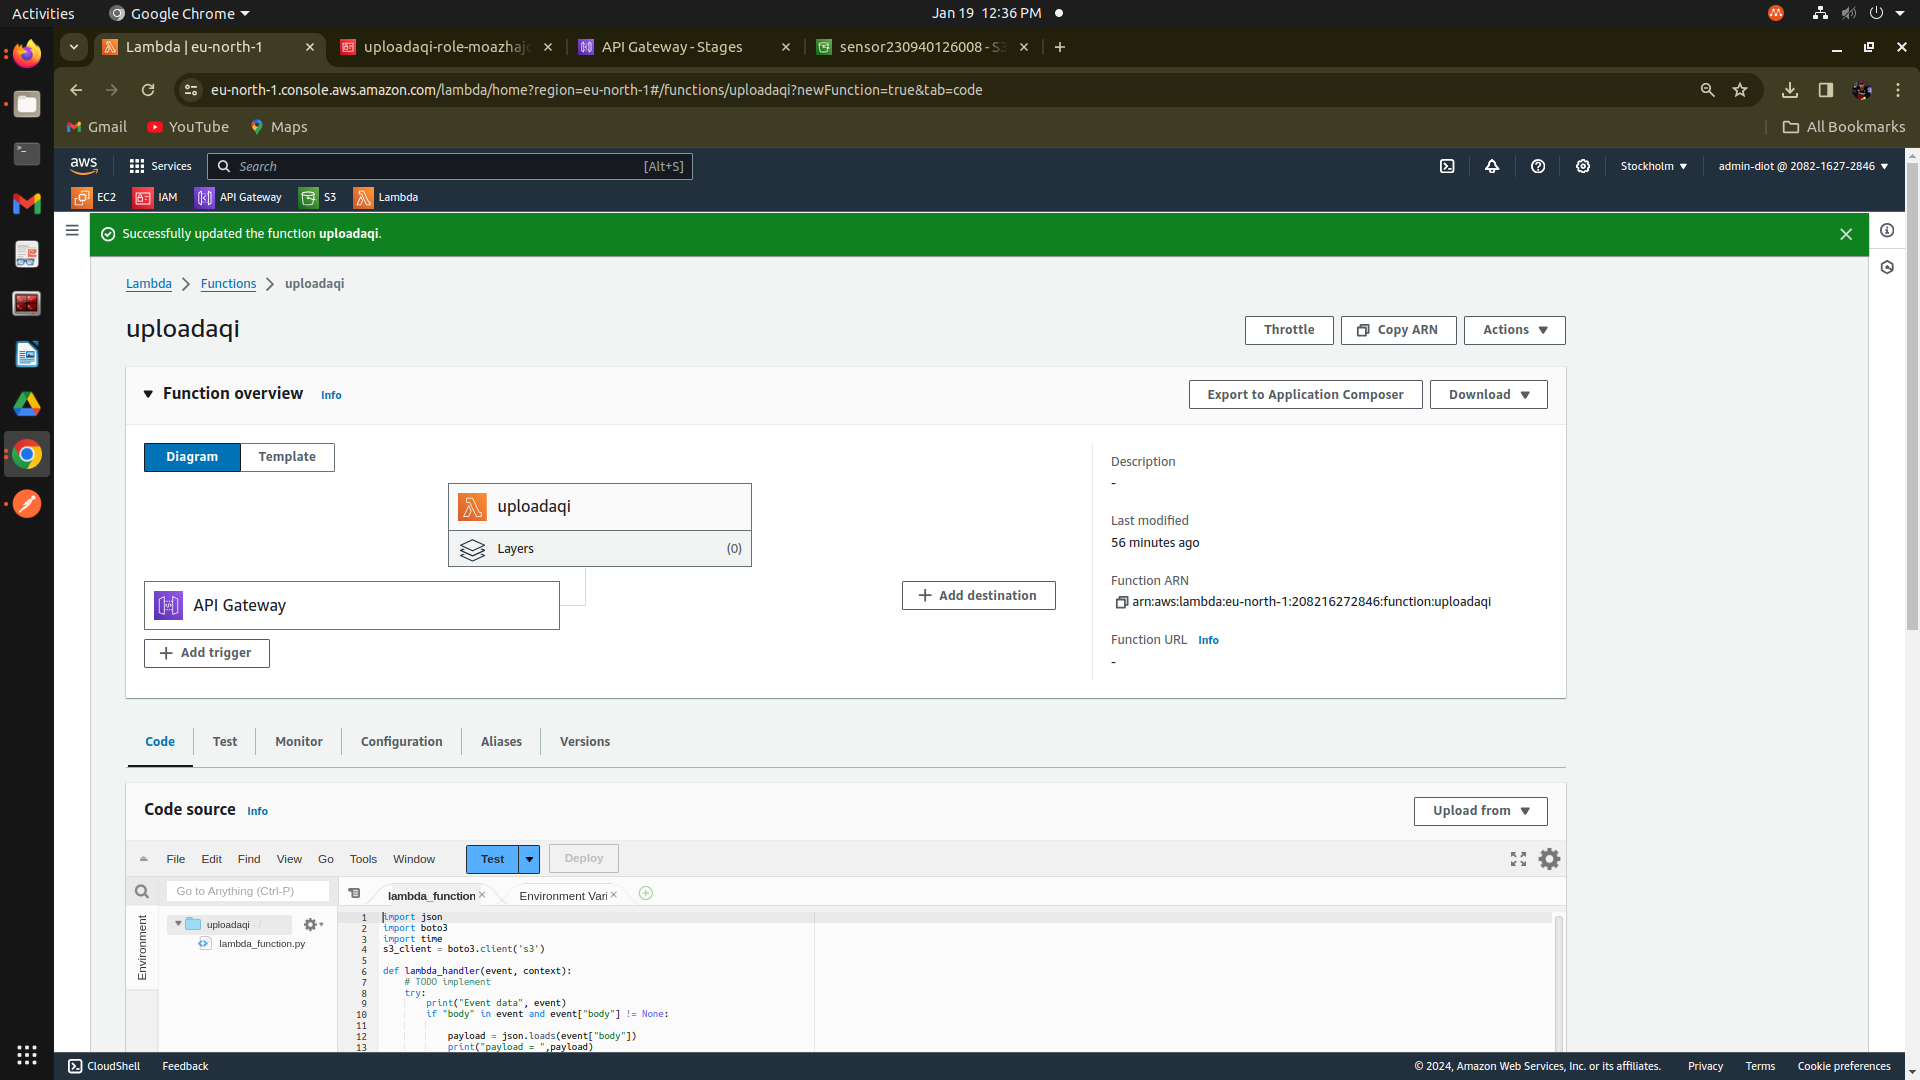 Activities
Google Chrome
Jan 19 12:36 PM
Lambda | eu-north-1
uploadaqi-role-moazhaj
API Gateway - Stages
sensor230940126008 - S3
eu-north-1.console.aws.amazon.com/lambda/home?region=eu-north-1#/functions/uploadaqi?newFunction=true&tab=code
Gmail
YouTube
Maps
All Bookmarks
aws
Services
Search
[Alt+S]
Stockholm
admin-diot @ 2082-1627-2846
EC2
IAM
API Gateway
S3
Lambda
Successfully updated the function uploadaqi.
Lambda
Functions
uploadaqi
uploadaqi
Throttle
Copy ARN
Actions
Function overview
Info
Export to Application Composer
Download
Diagram
Template
uploadaqi
Layers
(0)
API Gateway
Add trigger
Add destination
Description
-
Last modified
56 minutes ago
Function ARN
arn:aws:lambda:eu-north-1:208216272846:function:uploadaqi
Function URL
Info
-
Code
Test
Monitor
Configuration
Aliases
Versions
Code source
Info
Upload from
File
Edit
Find
View
Go
Tools
Window
Test
Deploy
Go to Anything (Ctrl-P)
lambda_function
Environment Vari
Environment
uploadaqi - /
lambda_function.py
1 import json
2 import boto3
3 import time
4 s3_client = boto3.client('s3')
5
6 def lambda_handler(event, context):
7 # TODO implement
8 try:
9 print("Event data", event)
10 if "body" in event and event["body"] != None:
11
12 payload = json.loads(event["body"])
13 print("payload = ",payload)
CloudShell
Feedback
© 2024, Amazon Web Services, Inc. or its affiliates.
Privacy
Terms
Cookie preferences